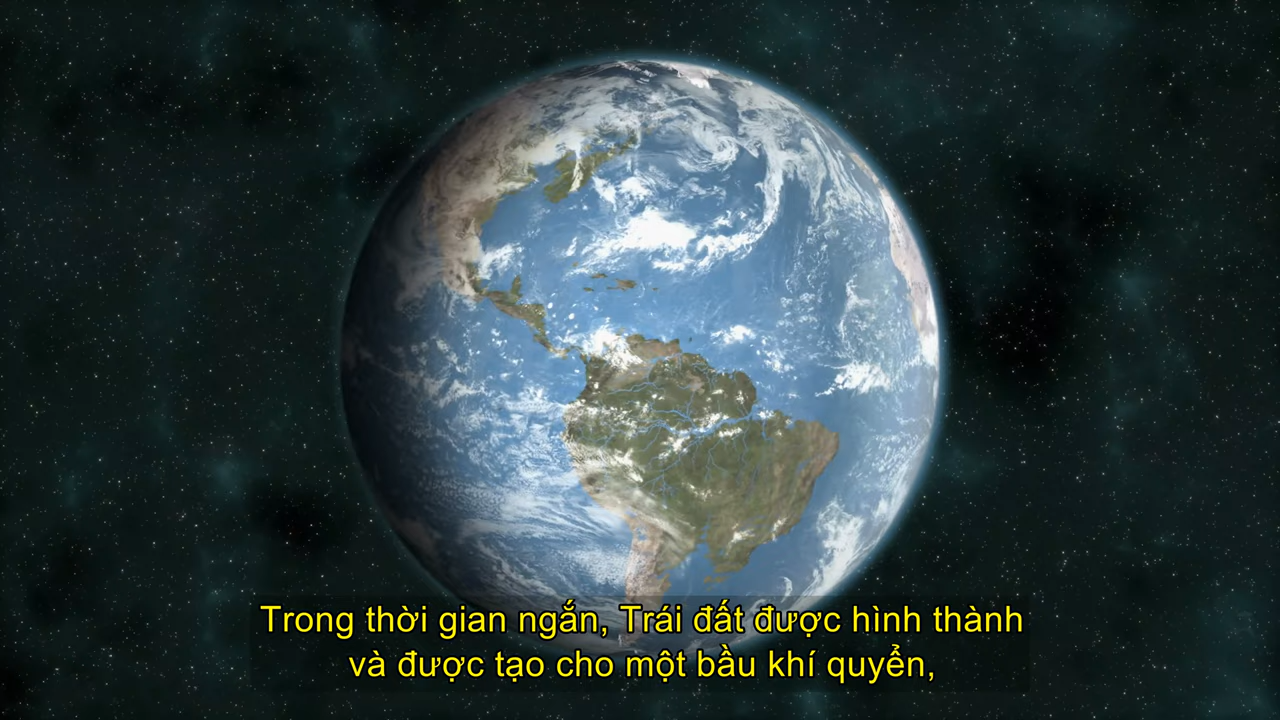 Trong thời gian ngắn, Trái đất được hình thành
và được tạo cho một bầu khí quyển,